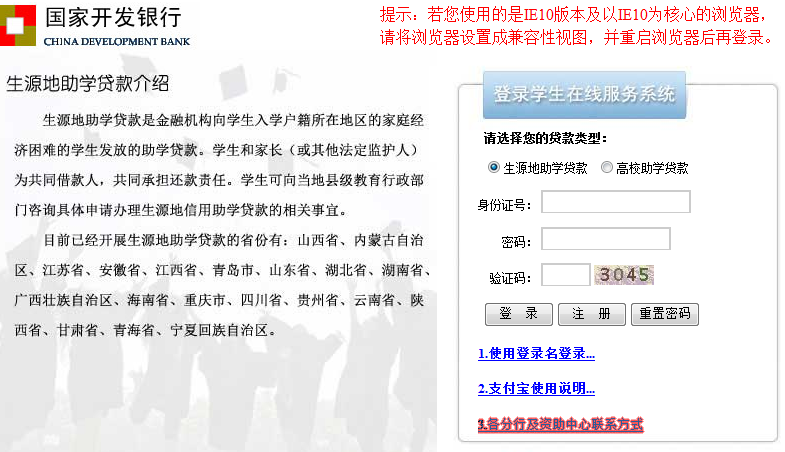 国家开发银行
CHINA DEVELOPMENT BANK
提示：若您使用的是IE10版本及以IE10为核心的浏览器，
请将浏览器设置成兼容性视图，并重启浏览器后再登录。
生源地助学贷款介绍
生源地助学贷款是金融机构向学生入学户籍所在地区的家庭经
济困难的学生发放的助学贷款。学生和家长（或其他法定监护人）
为共同借款人，共同承担还款责任。学生可向当地县级教育行政部
门咨询具体申请办理生源地信用助学贷款的相关事宜。
目前已经开展生源地助学贷款的省份有：山西省、内蒙古自治
区、江苏省、安徽省、江西省、青岛市、山东省、湖北省、湖南省、
广西壮族自治区、海南省、重庆市、四川省、贵州省、云南省、陕
西省、甘肃省、青海省、宁夏回族自治区。
登录学生在线服务系统
请选择您的贷款类型：
生源地助学贷款 高校助学贷款
身份证号：
密码：
验证码： 3045
登 录 注 册 重置密码
1.使用登录名登录...
2.支付宝使用说明...
3.各分行及资助中心联系方式